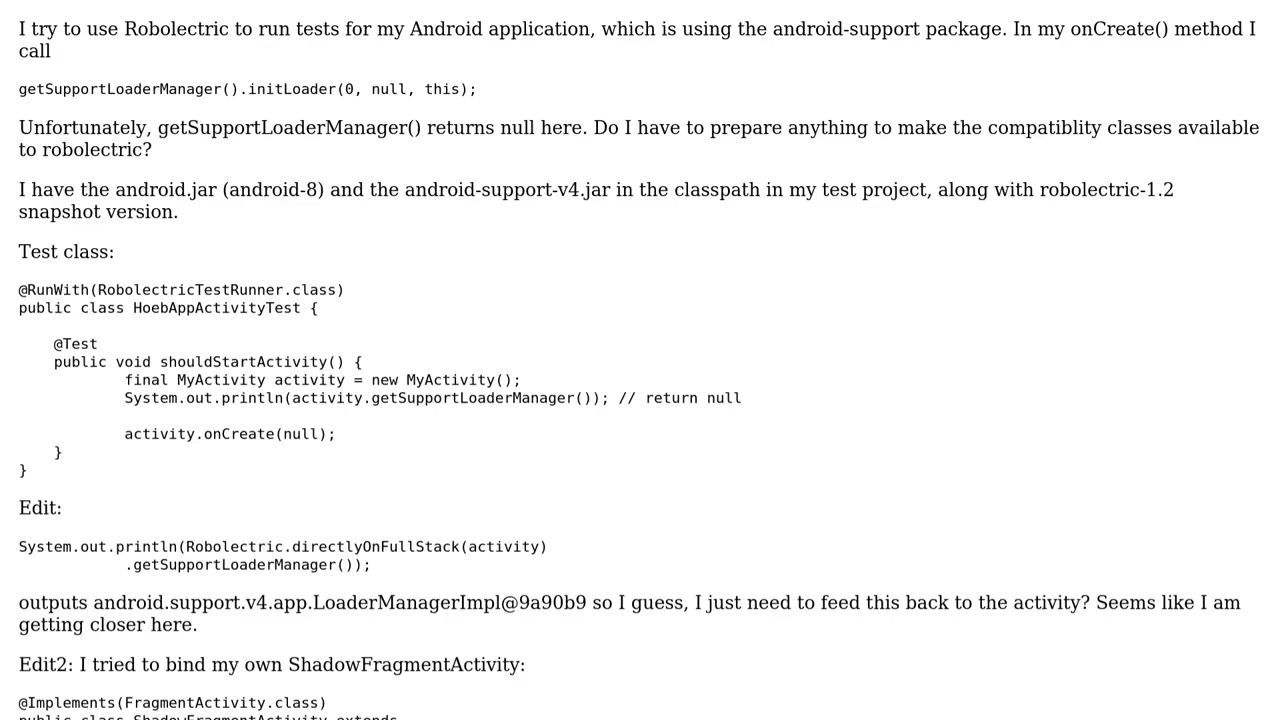 I try to use Robolectric to run tests for my Android application, which is using the android-support package. In my onCreate() method I
call
getSupportLoaderManager().initLoader(0, null, this);
Unfortunately, getSupportLoaderManager() returns null here. Do I have to prepare anything to make the compatiblity classes available
to robolectric?
I have the android.jar (android-8) and the android-support-v4.jar in the classpath in my test project, along with robolectric-1.2
snapshot version.
Test class:
@RunWith(RobolectricTestRunner.class)
public class HoebAppActivityTest {
    @Test
    public void shouldStartActivity() {
            final MyActivity activity = new MyActivity();
            System.out.println(activity.getSupportLoaderManager()); // return null
            activity.onCreate(null);
    }
}
Edit:
System.out.println(Robolectric.directlyOnFullStack(activity)
            .getSupportLoaderManager());
outputs android.support.v4.app.LoaderManagerImpl@9a90b9 so I guess, I just need to feed this back to the activity? Seems like I am
getting closer here.
Edit2: I tried to bind my own ShadowFragmentActivity:
@Implements(FragmentActivity.class)
public class ShadowFragmentActivity extends